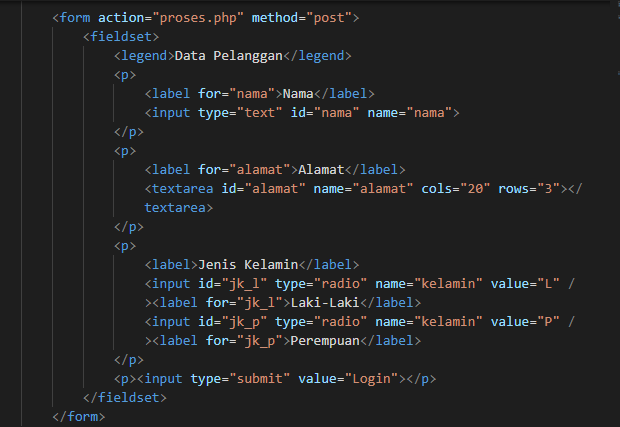 <form action="proses.php" method="post">
<fieldset>
<legend>Data Pelanggan</legend>
<p>
<label for="nama">Nama</label>
<input type="text" id="nama" name="nama">
</p>
<p>
<label for="alamat">Alamat</label>
<textarea id="alamat" name="alamat" cols="20" rows="3"></
textarea>
</p>
<p>
<label>Jenis Kelamin</label>
<input id="jk_l" type="radio" name="kelamin" value="L" /
><label for="jk_l">Laki-Laki</label>
<input id="jk_p" type="radio" name="kelamin" value="P" /
><label for="jk_p">Perempuan</label>
</p>
<p><input type="submit" value="Login"></p>
</fieldset>
</form>